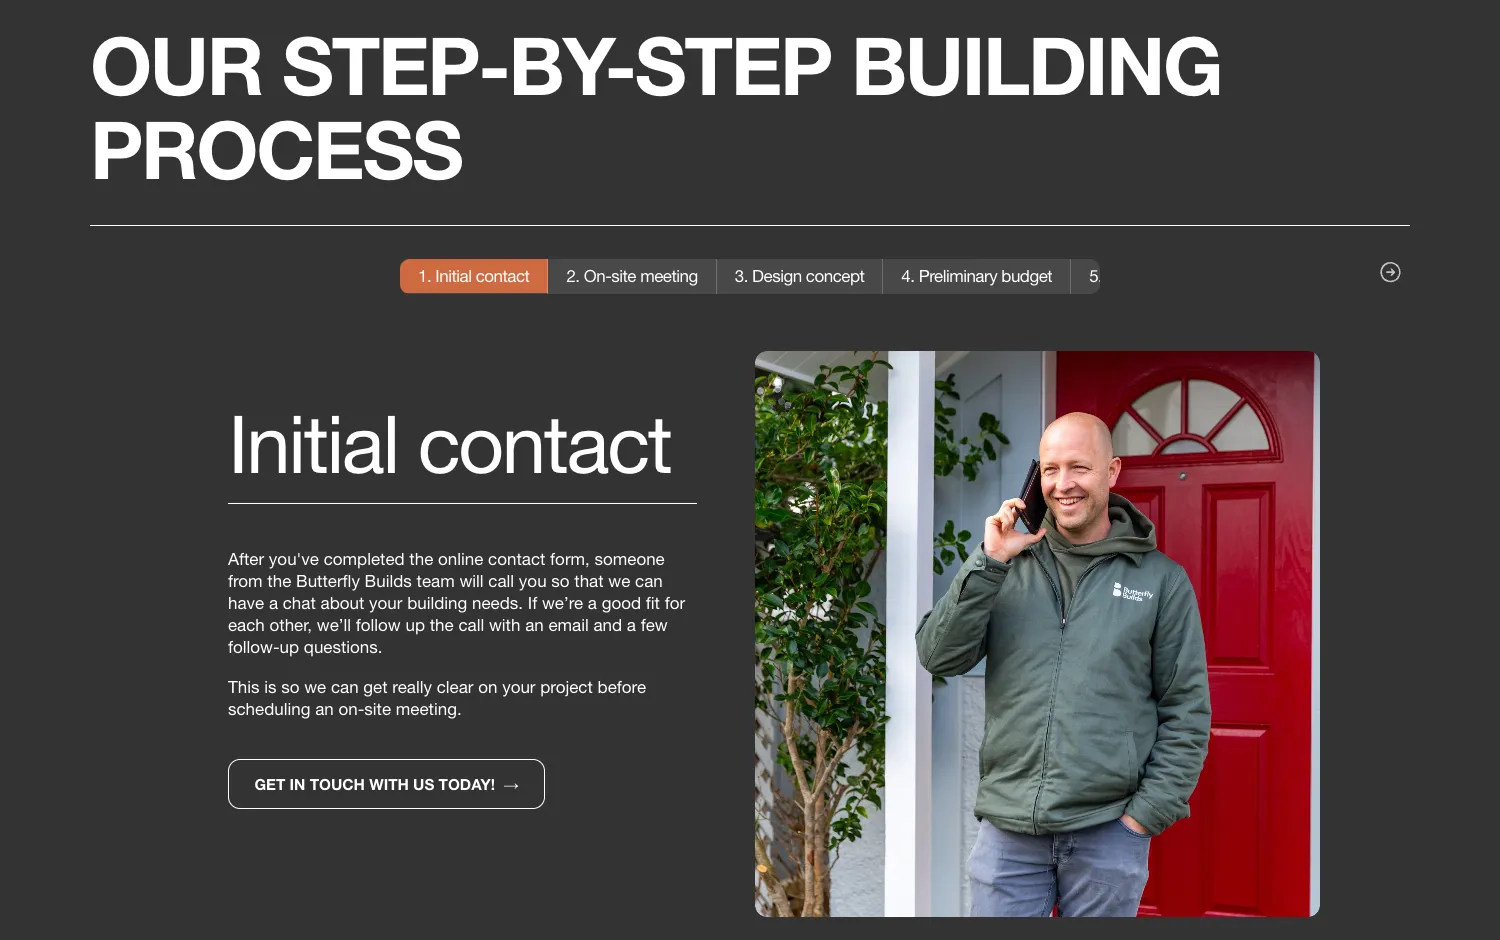 OUR STEP-BY-STEP BUILDING
PROCESS
1. Initial contact
2. On-site meeting
3. Design concept
4. Preliminary budget
5.
Initial contact
After you've completed the online contact form, someone
from the Butterfly Builds team will call you so that we can
have a chat about your building needs. If we’re a good fit for
each other, we’ll follow up the call with an email and a few
follow-up questions.
This is so we can get really clear on your project before
scheduling an on-site meeting.
GET IN TOUCH WITH US TODAY! →
Butterfly
Builds